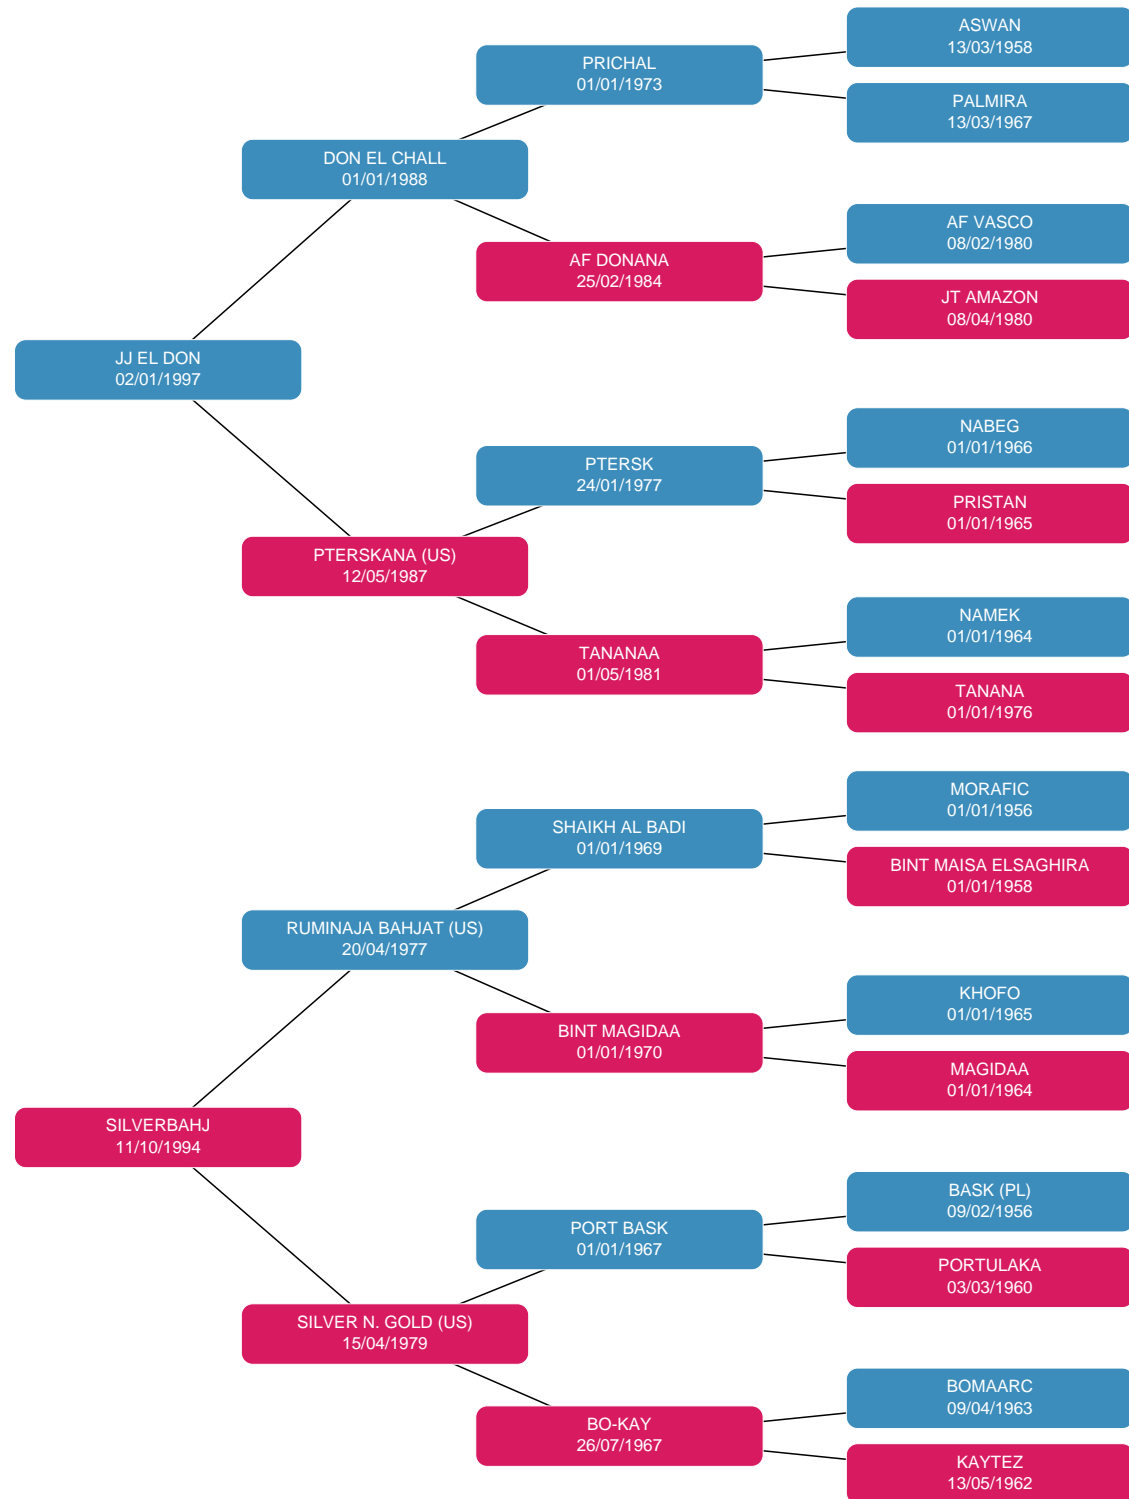 ASWAN
13/03/1958
PRICHAL
01/01/1973
PALMIRA
13/03/1967
DON EL CHALL
01/01/1988
AF VASCO
08/02/1980
AF DONANA
25/02/1984
JT AMAZON
08/04/1980
JJ EL DON
02/01/1997
NABEG
01/01/1966
PTERSK
24/01/1977
PRISTAN
01/01/1965
PTERSKANA (US)
12/05/1987
NAMEK
01/01/1964
TANANAA
01/05/1981
TANANA
01/01/1976
MORAFIC
01/01/1956
SHAIKH AL BADI
01/01/1969
BINT MAISA ELSAGHIRA
01/01/1958
RUMINAJA BAHJAT (US)
20/04/1977
KHOFO
01/01/1965
BINT MAGIDAA
01/01/1970
MAGIDAA
01/01/1964
SILVERBAHJ
11/10/1994
BASK (PL)
09/02/1956
PORT BASK
01/01/1967
PORTULAKA
03/03/1960
SILVER N. GOLD (US)
15/04/1979
BOMAARC
09/04/1963
BO-KAY
26/07/1967
KAYTEZ
13/05/1962